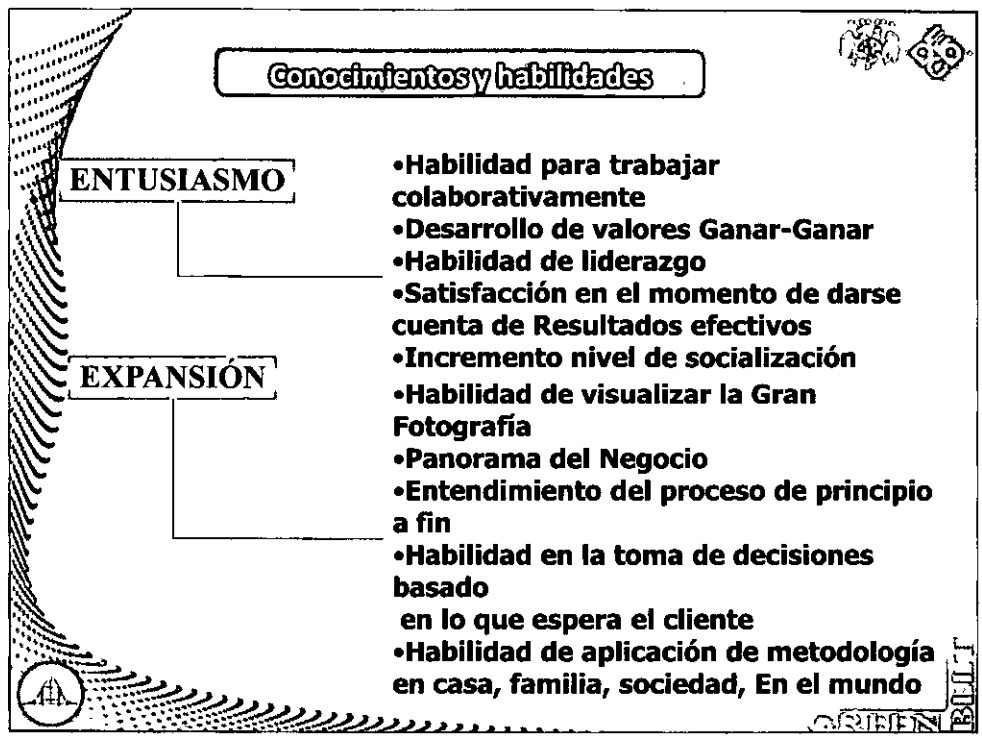 Conocimientos y habilidades
ENTUSIASMO
•Habilidad para trabajar
colaborativamente
•Desarrollo de valores Ganar-Ganar
•Habilidad de liderazgo
•Satisfacción en el momento de darse
cuenta de Resultados efectivos
•Incremento nivel de socialización
EXPANSIÓN
•Habilidad de visualizar la Gran
Fotografía
•Panorama del Negocio
•Entendimiento del proceso de principio
a fin
•Habilidad en la toma de decisiones
basado
en lo que espera el cliente
•Habilidad de aplicación de metodología
en casa, familia, sociedad, En el mundo
GREEN